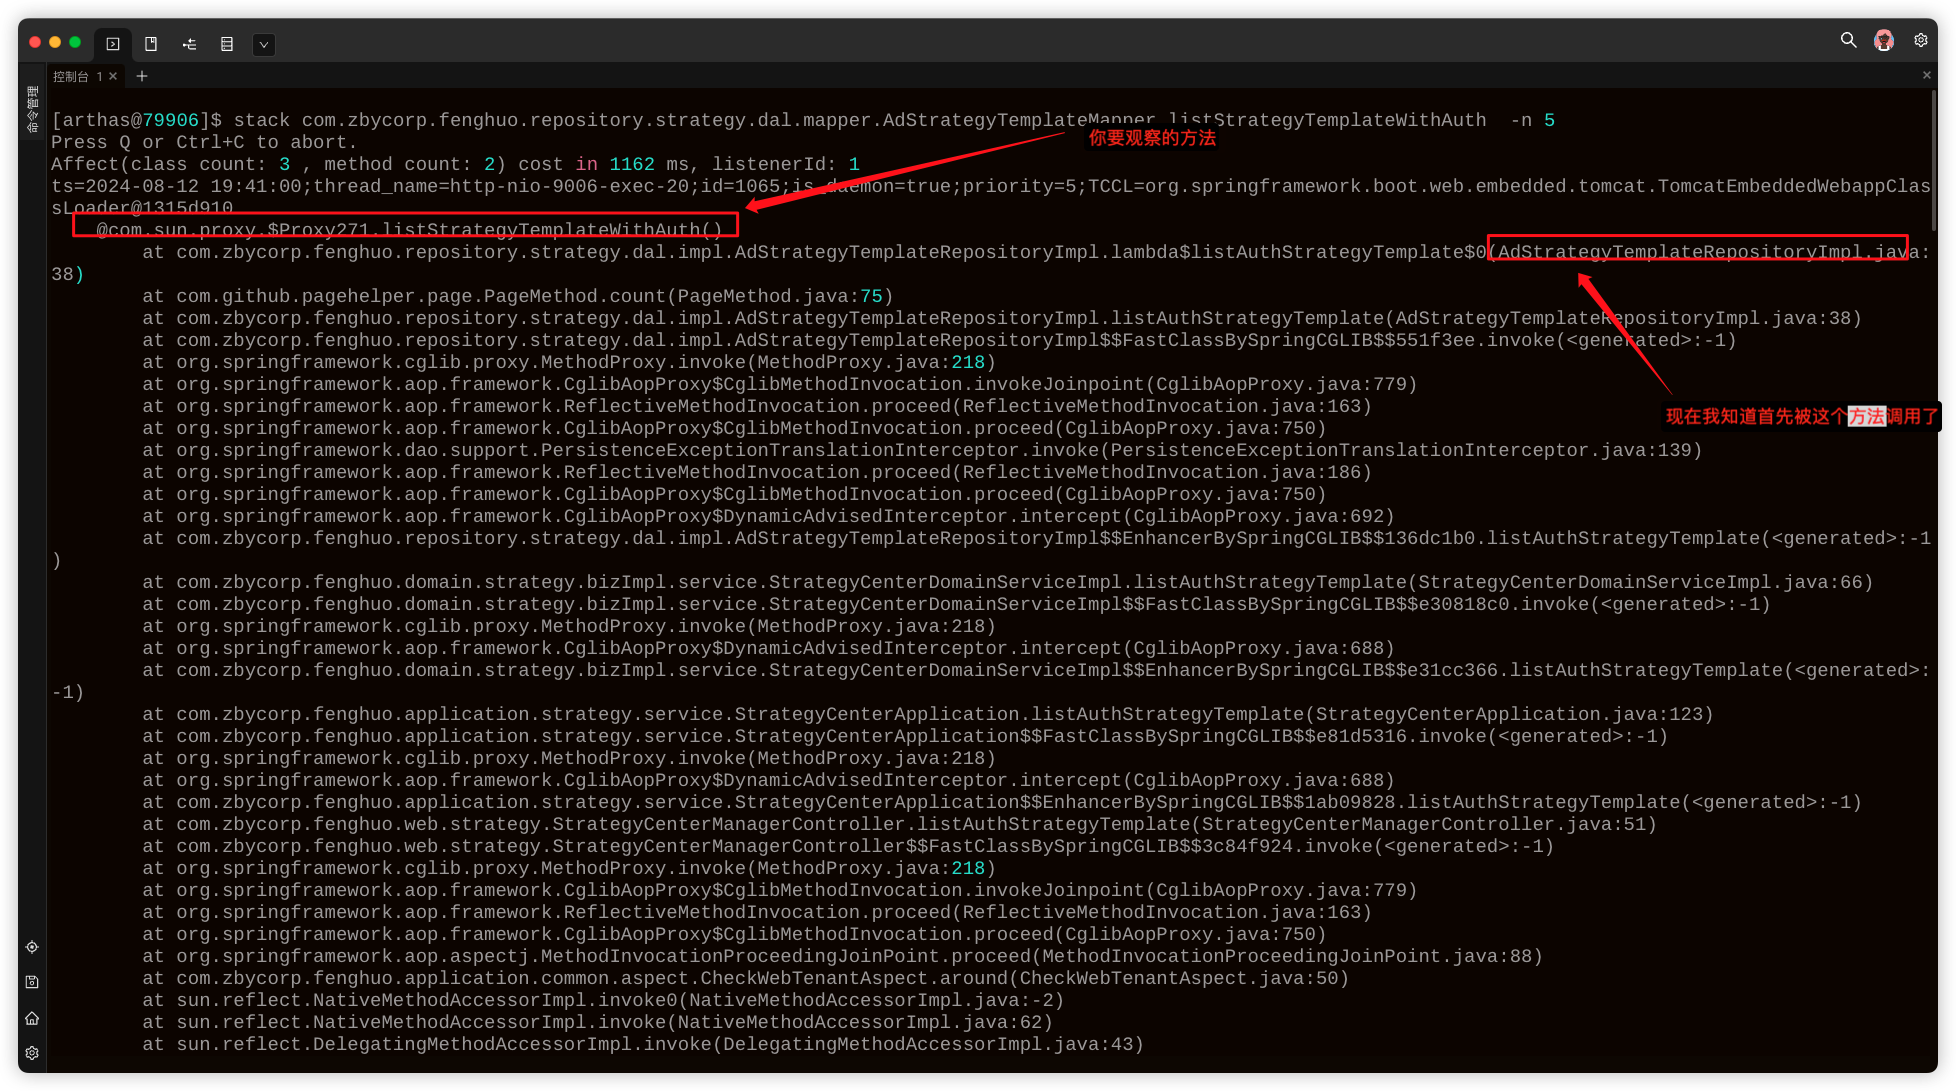 控制台 1
命令管理
[arthas@79906]$ stack com.zbycorp.fenghuo.repository.strategy.dal.mapper.AdStrategyTemplateMapper listStrategyTemplateWithAuth  -n 5
你要观察的方法
Press Q or Ctrl+C to abort.
Affect(class count: 3 , method count: 2) cost in 1162 ms, listenerId: 1
ts=2024-08-12 19:41:00;thread_name=http-nio-9006-exec-20;id=1065;is_daemon=true;priority=5;TCCL=org.springframework.boot.web.embedded.tomcat.TomcatEmbeddedWebappClas
sLoader@1315d910
@com.sun.proxy.$Proxy271.listStrategyTemplateWithAuth()
at com.zbycorp.fenghuo.repository.strategy.dal.impl.AdStrategyTemplateRepositoryImpl.lambda$listAuthStrategyTemplate$0(AdStrategyTemplateRepositoryImpl.java:
38)
at com.github.pagehelper.page.PageMethod.count(PageMethod.java:75)
at com.zbycorp.fenghuo.repository.strategy.dal.impl.AdStrategyTemplateRepositoryImpl.listAuthStrategyTemplate(AdStrategyTemplateRepositoryImpl.java:38)
at com.zbycorp.fenghuo.repository.strategy.dal.impl.AdStrategyTemplateRepositoryImpl$$FastClassBySpringCGLIB$$551f3ee.invoke(<generated>:-1)
at org.springframework.cglib.proxy.MethodProxy.invoke(MethodProxy.java:218)
at org.springframework.aop.framework.CglibAopProxy$CglibMethodInvocation.invokeJoinpoint(CglibAopProxy.java:779)
at org.springframework.aop.framework.ReflectiveMethodInvocation.proceed(ReflectiveMethodInvocation.java:163)
现在我知道首先被这个方法调用了
at org.springframework.aop.framework.CglibAopProxy$CglibMethodInvocation.proceed(CglibAopProxy.java:750)
at org.springframework.dao.support.PersistenceExceptionTranslationInterceptor.invoke(PersistenceExceptionTranslationInterceptor.java:139)
at org.springframework.aop.framework.ReflectiveMethodInvocation.proceed(ReflectiveMethodInvocation.java:186)
at org.springframework.aop.framework.CglibAopProxy$CglibMethodInvocation.proceed(CglibAopProxy.java:750)
at org.springframework.aop.framework.CglibAopProxy$DynamicAdvisedInterceptor.intercept(CglibAopProxy.java:692)
at com.zbycorp.fenghuo.repository.strategy.dal.impl.AdStrategyTemplateRepositoryImpl$$EnhancerBySpringCGLIB$$136dc1b0.listAuthStrategyTemplate(<generated>:-1
)
at com.zbycorp.fenghuo.domain.strategy.bizImpl.service.StrategyCenterDomainServiceImpl.listAuthStrategyTemplate(StrategyCenterDomainServiceImpl.java:66)
at com.zbycorp.fenghuo.domain.strategy.bizImpl.service.StrategyCenterDomainServiceImpl$$FastClassBySpringCGLIB$$e30818c0.invoke(<generated>:-1)
at org.springframework.cglib.proxy.MethodProxy.invoke(MethodProxy.java:218)
at org.springframework.aop.framework.CglibAopProxy$DynamicAdvisedInterceptor.intercept(CglibAopProxy.java:688)
at com.zbycorp.fenghuo.domain.strategy.bizImpl.service.StrategyCenterDomainServiceImpl$$EnhancerBySpringCGLIB$$e31cc366.listAuthStrategyTemplate(<generated>:
-1)
at com.zbycorp.fenghuo.application.strategy.service.StrategyCenterApplication.listAuthStrategyTemplate(StrategyCenterApplication.java:123)
at com.zbycorp.fenghuo.application.strategy.service.StrategyCenterApplication$$FastClassBySpringCGLIB$$e81d5316.invoke(<generated>:-1)
at org.springframework.cglib.proxy.MethodProxy.invoke(MethodProxy.java:218)
at org.springframework.aop.framework.CglibAopProxy$DynamicAdvisedInterceptor.intercept(CglibAopProxy.java:688)
at com.zbycorp.fenghuo.application.strategy.service.StrategyCenterApplication$$EnhancerBySpringCGLIB$$1ab09828.listAuthStrategyTemplate(<generated>:-1)
at com.zbycorp.fenghuo.web.strategy.StrategyCenterManagerController.listAuthStrategyTemplate(StrategyCenterManagerController.java:51)
at com.zbycorp.fenghuo.web.strategy.StrategyCenterManagerController$$FastClassBySpringCGLIB$$3c84f924.invoke(<generated>:-1)
at org.springframework.cglib.proxy.MethodProxy.invoke(MethodProxy.java:218)
at org.springframework.aop.framework.CglibAopProxy$CglibMethodInvocation.invokeJoinpoint(CglibAopProxy.java:779)
at org.springframework.aop.framework.ReflectiveMethodInvocation.proceed(ReflectiveMethodInvocation.java:163)
at org.springframework.aop.framework.CglibAopProxy$CglibMethodInvocation.proceed(CglibAopProxy.java:750)
at org.springframework.aop.aspectj.MethodInvocationProceedingJoinPoint.proceed(MethodInvocationProceedingJoinPoint.java:88)
at com.zbycorp.fenghuo.application.common.aspect.CheckWebTenantAspect.around(CheckWebTenantAspect.java:50)
at sun.reflect.NativeMethodAccessorImpl.invoke0(NativeMethodAccessorImpl.java:-2)
at sun.reflect.NativeMethodAccessorImpl.invoke(NativeMethodAccessorImpl.java:62)
at sun.reflect.DelegatingMethodAccessorImpl.invoke(DelegatingMethodAccessorImpl.java:43)